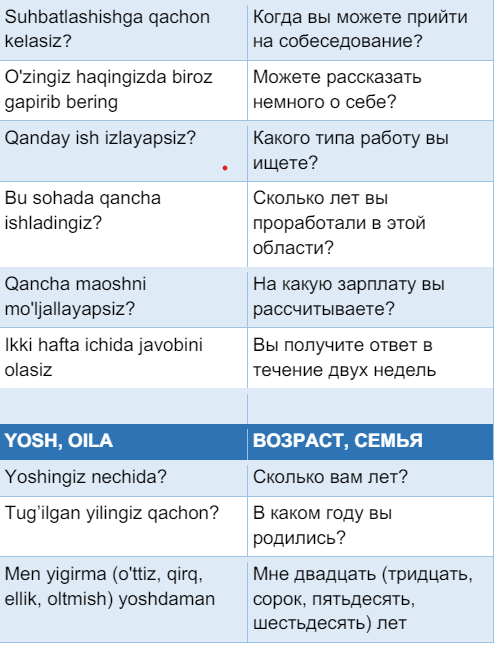 Suhbatlashishga qachon
kelasiz?
Когда вы можете прийти
на собеседование?
O'zingiz haqingizda biroz
gapirib bering
Можете рассказать
немного о себе?
Qanday ish izlayapsiz?
Какого типа работу вы
ищете?
Bu sohada qancha
ishladingiz?
Сколько лет вы
проработали в этой
области?
Qancha maoshni
mo'ljallayapsiz?
На какую зарплату вы
рассчитываете?
Ikki hafta ichida javobini
olasiz
Вы получите ответ в
течение двух недель
YOSH, OILA
ВОЗРАСТ, СЕМЬЯ
Yoshingiz nechida?
Сколько вам лет?
Tug’ilgan yilingiz qachon?
В каком году вы
родились?
Men yigirma (o'ttiz, qirq,
ellik, oltmish) yoshdaman
Мне двадцать (тридцать,
сорок, пятьдесять,
шестьдесять) лет